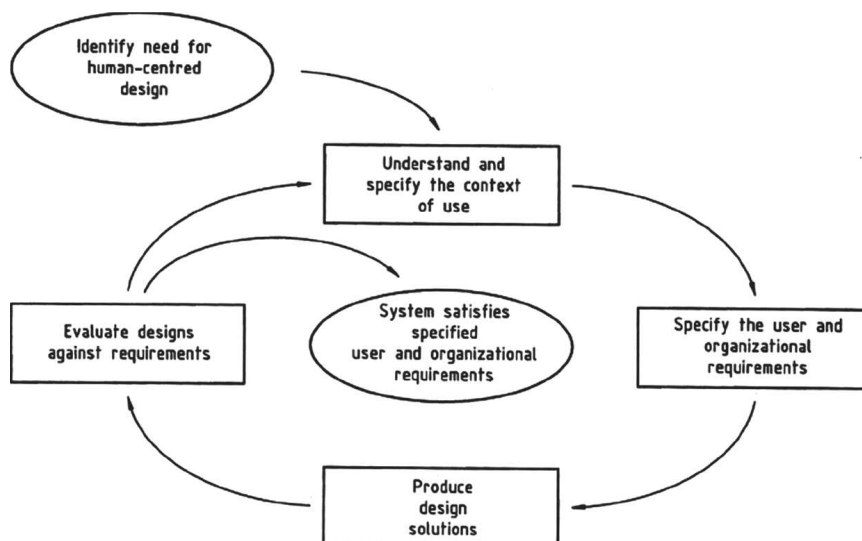 Identify need for
human-centred
design
Understand and
specify the context
of use
Evaluate designs
against requirements
System satisfies
specified
user and organizational
requirements
Specify the user and
organizational
requirements
Produce
design
solutions